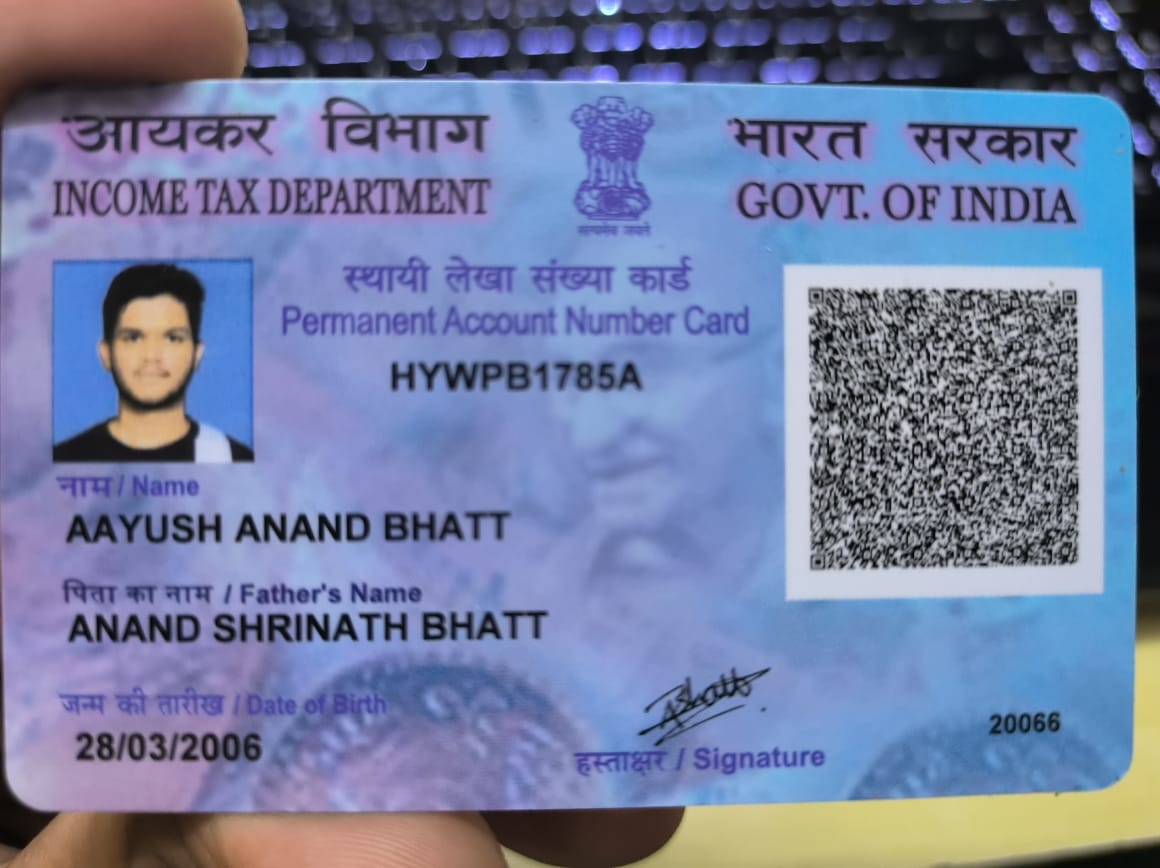 आयकर विभाग
INCOME TAX DEPARTMENT
सत्यमेव जयते
भारत सरकार
GOVT. OF INDIA
स्थायी लेखा संख्या कार्ड
Permanent Account Number Card
HYWPB1785A
नाम / Name
AAYUSH ANAND BHATT
पिता का नाम / Father's Name
ANAND SHRINATH BHATT
जन्म की तारीख / Date of Birth
28/03/2006
हस्ताक्षर / Signature
20066